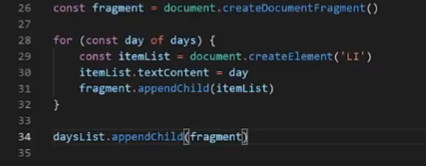 26 const fragment = document.createDocumentFragment()
27
28 for (const day of days) {
29 const itemList = document.createElement('LI')
30 itemList.textContent = day
31 fragment.appendChild(itemList)
32 }
33
34 daysList.appendChild(fragment)
35